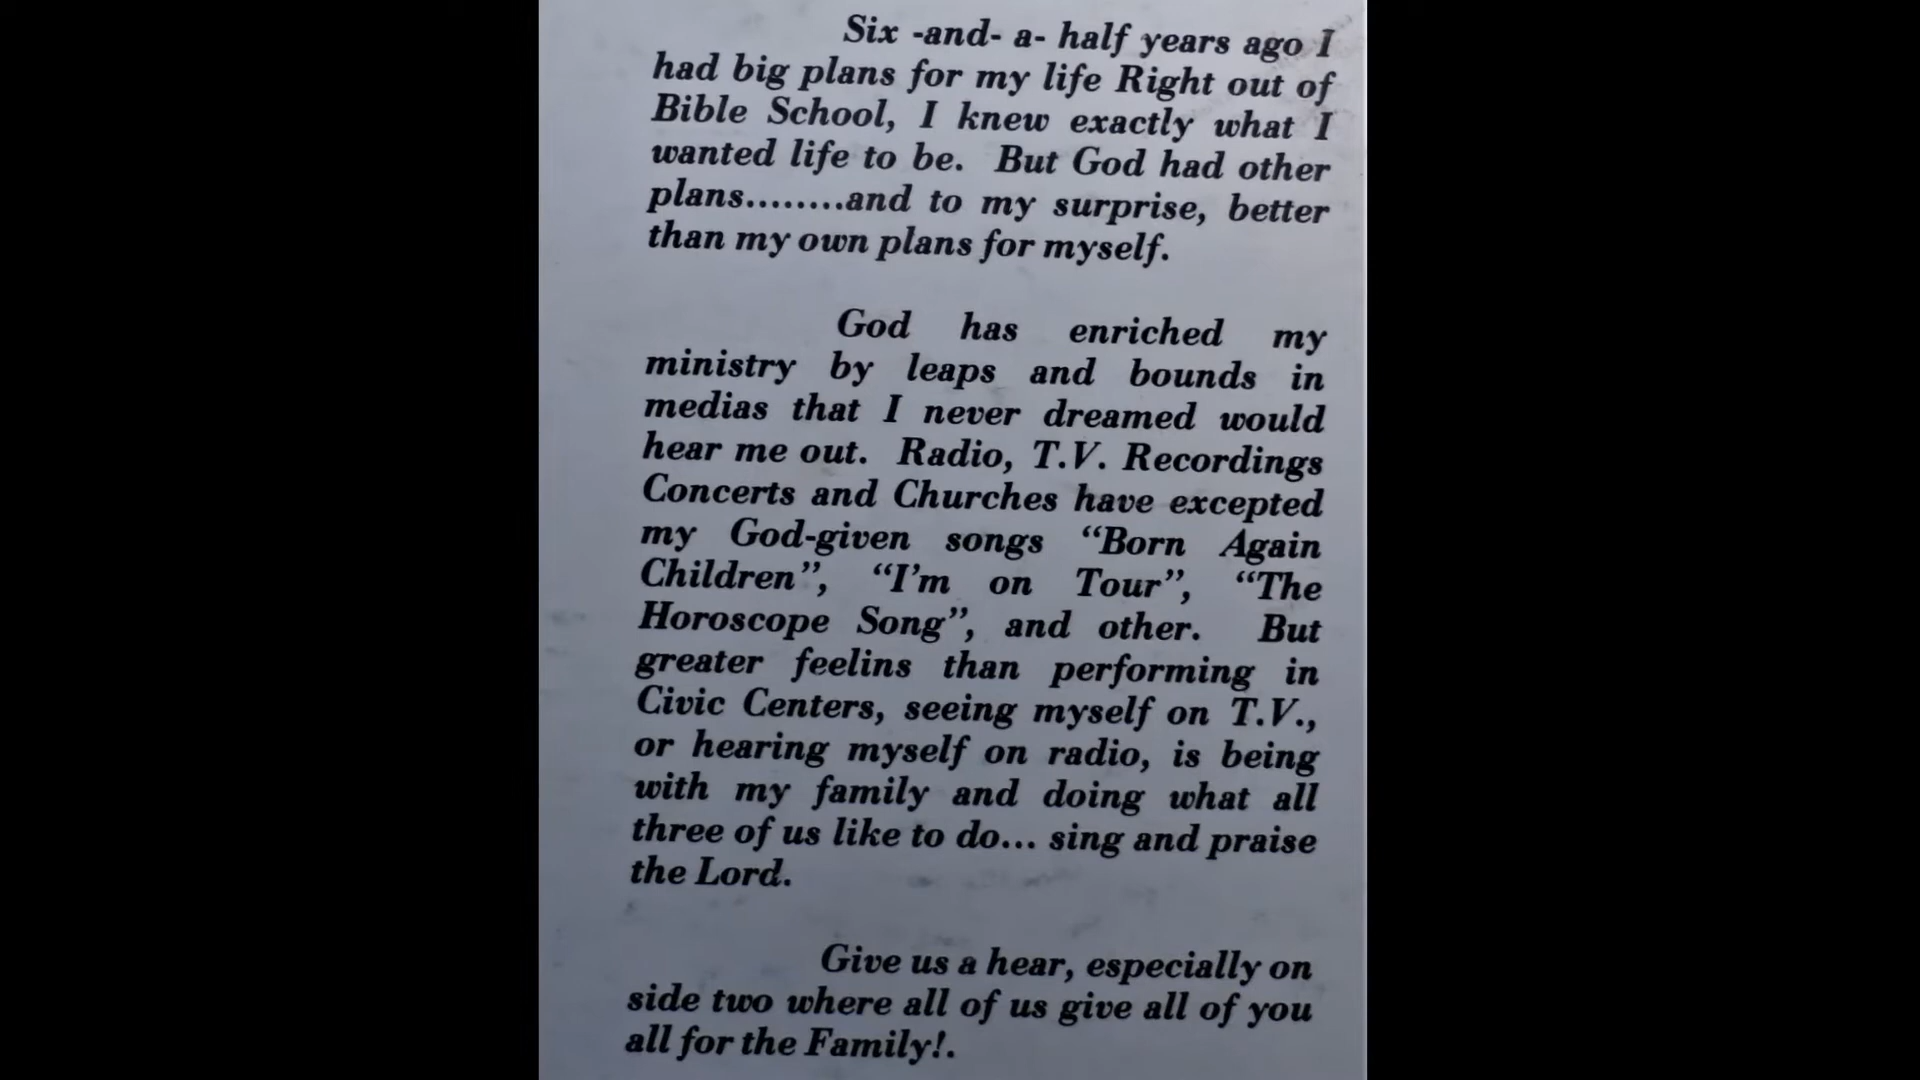 Six -and- a- half years ago I
had big plans for my life Right out of
Bible School, I knew exactly what I
wanted life to be. But God had other
plans........and to my surprise, better
than my own plans for myself.
God has enriched my
ministry by leaps and bounds in
medias that I never dreamed would
hear me out. Radio, T.V. Recordings
Concerts and Churches have excepted
my God-given songs “Born Again
Children”, “I’m on Tour”, “The
Horoscope Song”, and other. But
greater feelins than performing in
Civic Centers, seeing myself on T.V.,
or hearing myself on radio, is being
with my family and doing what all
three of us like to do... sing and praise
the Lord.
Give us a hear, especially on
side two where all of us give all of you
all for the Family!.